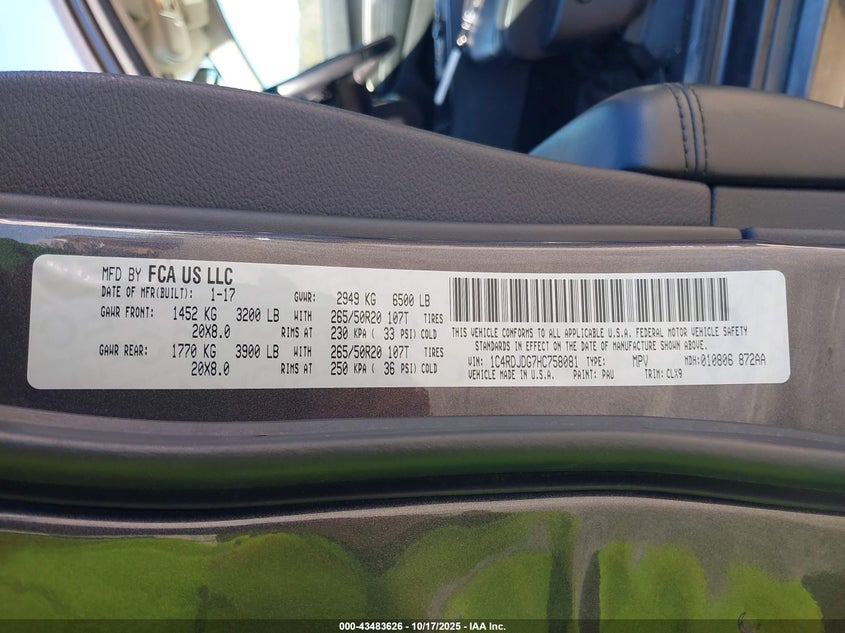 MFD BY FCA US LLC
DATE OF MFR(BUILT): 1-17 GVWR: 2949 KG 6500 LB
GAWR FRONT: 1452 KG 3200 LB WITH 265/50R20 107T TIRES
20X8.0 RIMS AT 230 KPA ( 33 PSI) COLD
GAWR REAR: 1770 KG 3900 LB WITH 265/50R20 107T TIRES
20X8.0 RIMS AT 250 KPA ( 36 PSI) COLD
THIS VEHICLE CONFORMS TO ALL APPLICABLE U.S.A. FEDERAL MOTOR VEHICLE SAFETY
STANDARDS IN EFFECT ON THE DATE OF MANUFACTURE SHOWN ABOVE.
VIN: 1C4RDJDG7HC758081 TYPE: MPV MDH:010806 872AA
VEHICLE MADE IN U.S.A. PAINT: PAU TRIM: CLX9
000-43483626 - 10/17/2025 - IAA Inc.